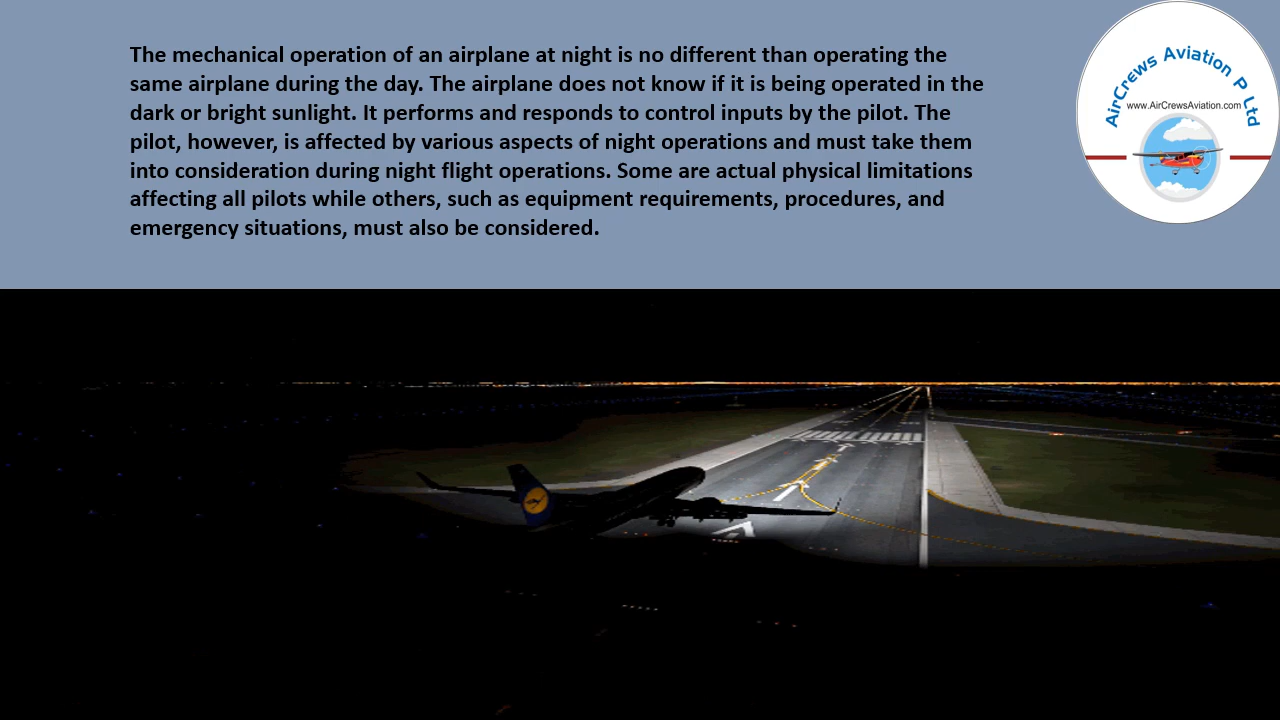 The mechanical operation of an airplane at night is no different than operating the
same airplane during the day. The airplane does not know if it is being operated in the
dark or bright sunlight. It performs and responds to control inputs by the pilot. The
pilot, however, is affected by various aspects of night operations and must take them
into consideration during night flight operations. Some are actual physical limitations
affecting all pilots while others, such as equipment requirements, procedures, and
emergency situations, must also be considered.
AirCrews Aviation P Ltd
www.AirCrewsAviation.com